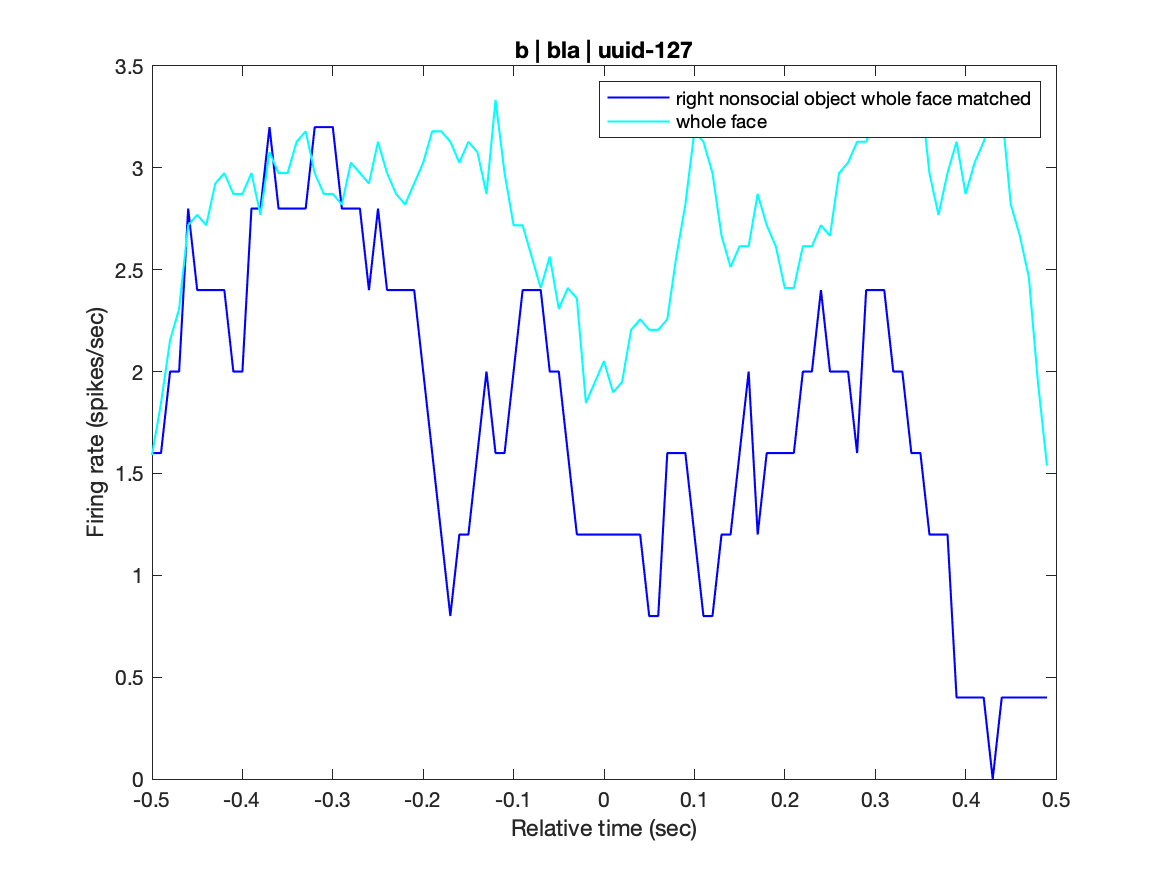 b | bla | uuid-127
3.5
3
2.5
2
1.5
1
0.5
0
Firing rate (spikes/sec)
right nonsocial object whole face matched
whole face
-0.5 -0.4 -0.3 -0.2 -0.1 0 0.1 0.2 0.3 0.4 0.5
Relative time (sec)